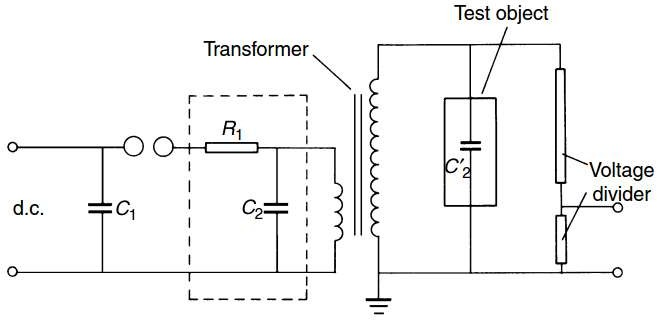 Test object
Transformer
R1
C'2
Voltage
divider
d.c.
C1
C2